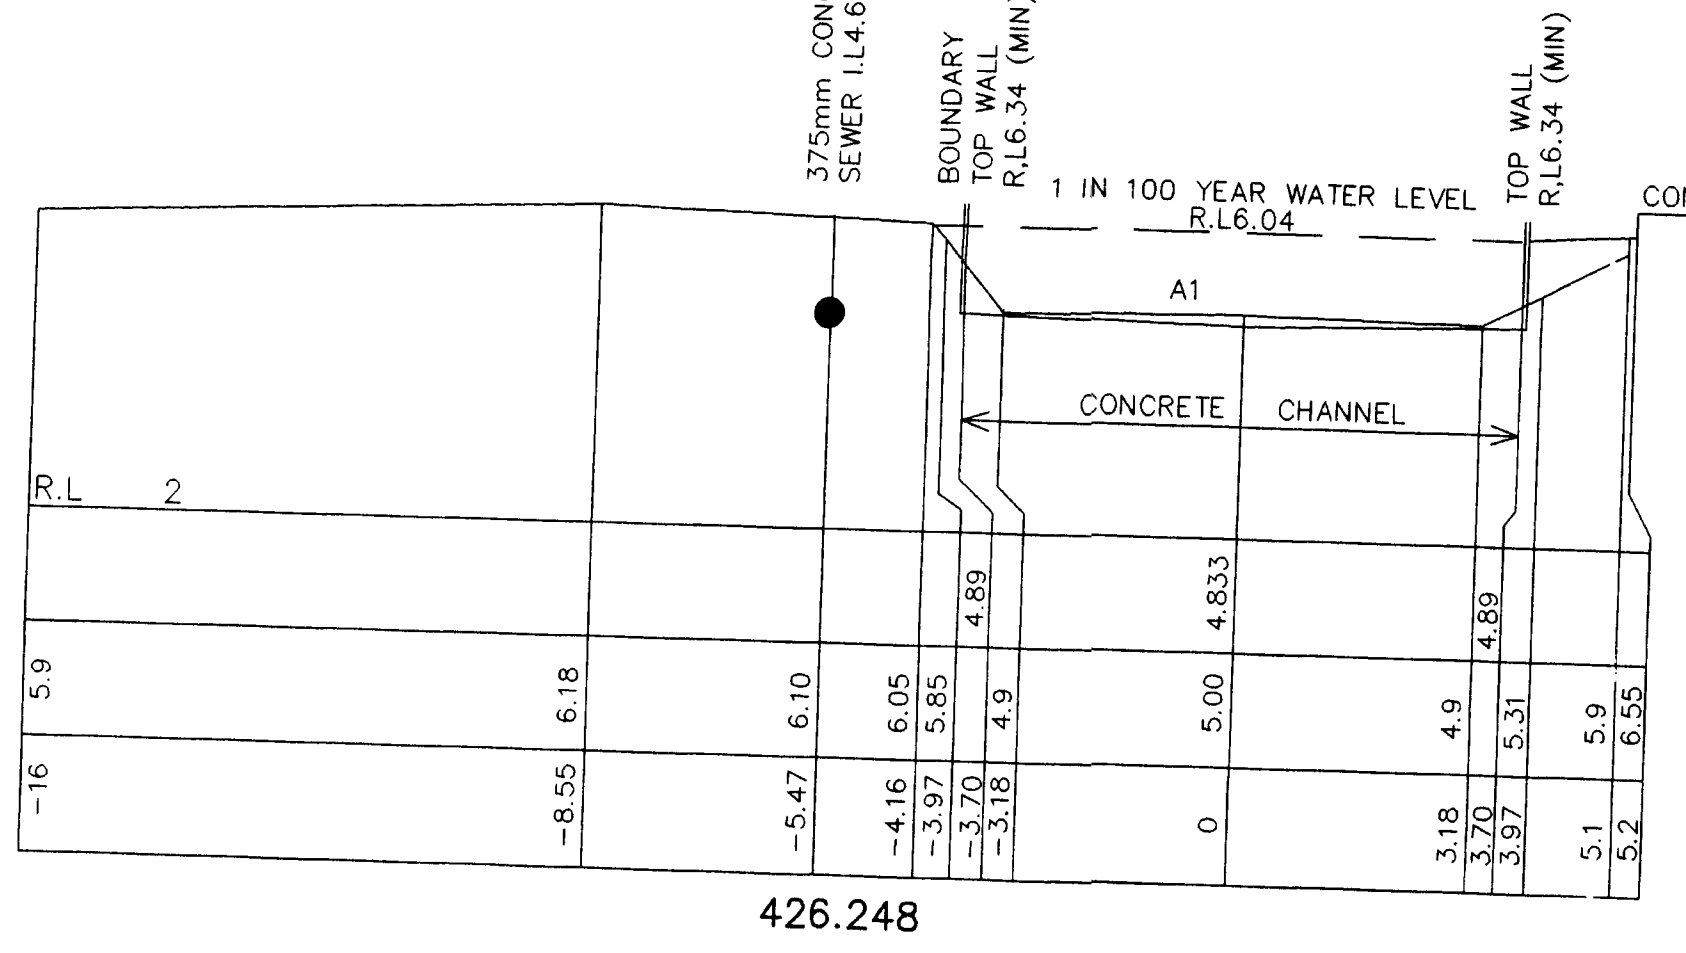 375mm
SEWER I.L4.6
BOUNDARY
TOP WALL
R,L6.34 (MIN)
TOP WALL
R,L6.34 (MIN)
1 IN 100 YEAR WATER LEVEL
R.L6.04
A1
CONCRETE CHANNEL
R.L 2
4.89 4.833 4.89
5.9 6.18 6.10 6.05 5.85 4.9 5.00 4.9 5.31 5.9 6.55
-16 -8.55 -5.47 -4.16 -3.97 -3.70 -3.18 0 3.18 3.70 3.97 5.1 5.2
426.248